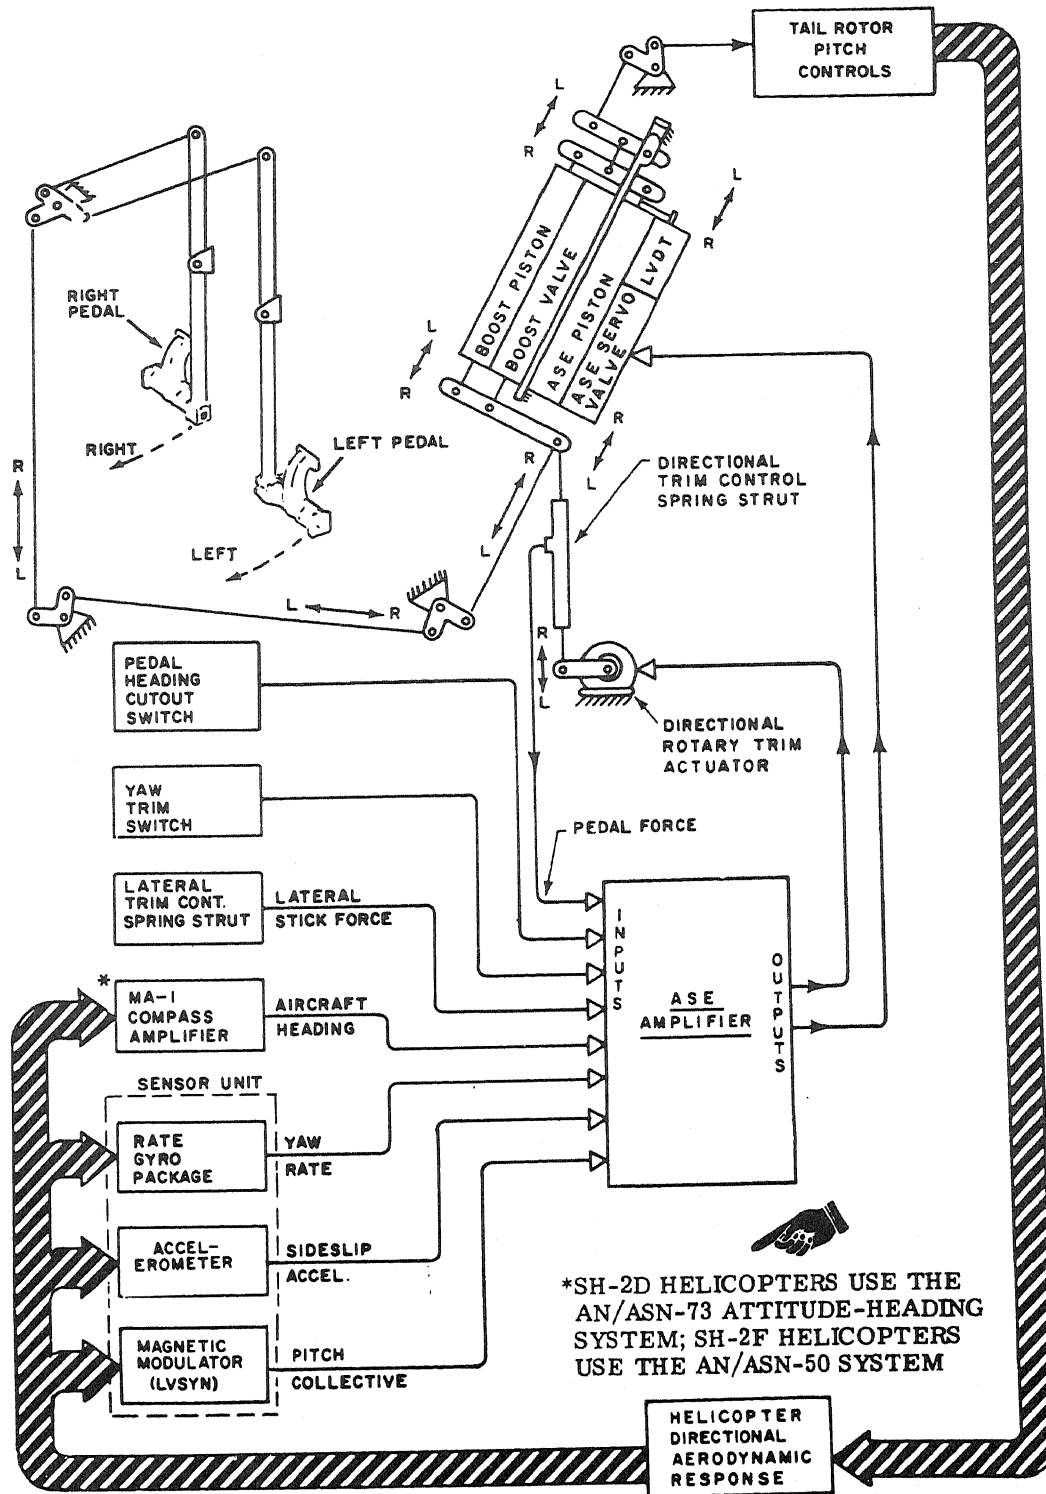 TAIL ROTOR
PITCH
CONTROLS
L
R
L
R
BOOST PISTON
BOOST VALVE
ASE PISTON
ASE SERVO
VALVE
LVDT
L
R
RIGHT
PEDAL
RIGHT
LEFT PEDAL
LEFT
R
L
R
L
R
L
DIRECTIONAL
TRIM CONTROL
SPRING STRUT
L
R
R
L
PEDAL
HEADING
CUTOUT
SWITCH
DIRECTIONAL
ROTARY TRIM
ACTUATOR
YAW
TRIM
SWITCH
PEDAL FORCE
LATERAL
TRIM CONT.
SPRING STRUT
LATERAL
STICK FORCE
*
MA-1
COMPASS
AMPLIFIER
AIRCRAFT
HEADING
INPUTS
ASE
AMPLIFIER
OUTPUTS
SENSOR UNIT
RATE
GYRO
PACKAGE
YAW
RATE
ACCEL-
EROMETER
SIDESLIP
ACCEL.
MAGNETIC
MODULATOR
(LVSYN)
PITCH
COLLECTIVE
*SH-2D HELICOPTERS USE THE
AN/ASN-73 ATTITUDE-HEADING
SYSTEM; SH-2F HELICOPTERS
USE THE AN/ASN-50 SYSTEM
HELICOPTER
DIRECTIONAL
AERODYNAMIC
RESPONSE